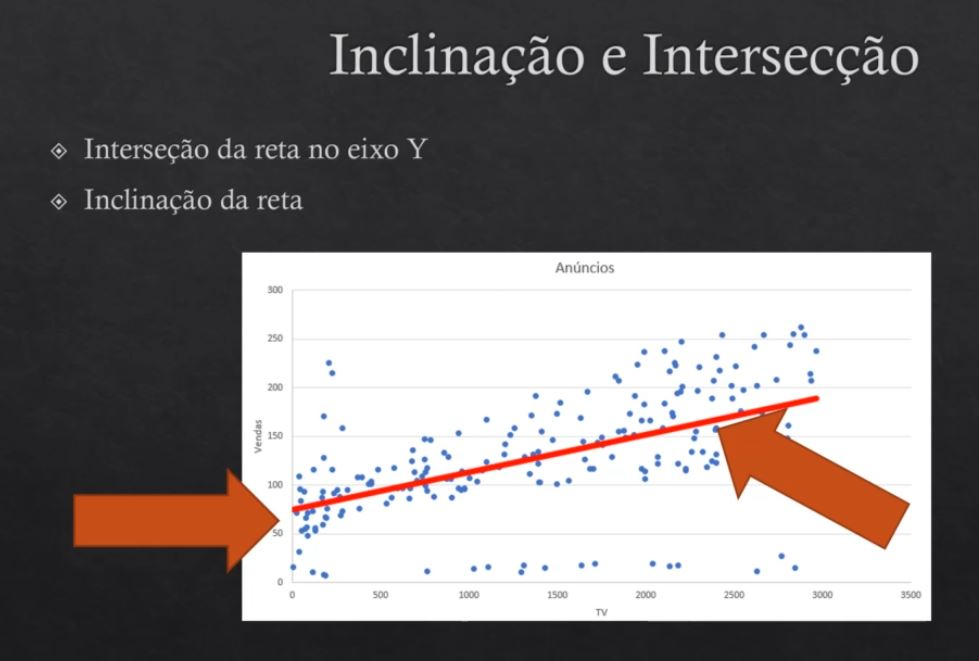 Inclinação e Intersecção
Interseção da reta no eixo Y
Inclinação da reta
Anúncios
300
250
200
150
100
50
0
Vendas
0 500 1000 1500 2000 2500 3000 3500
TV